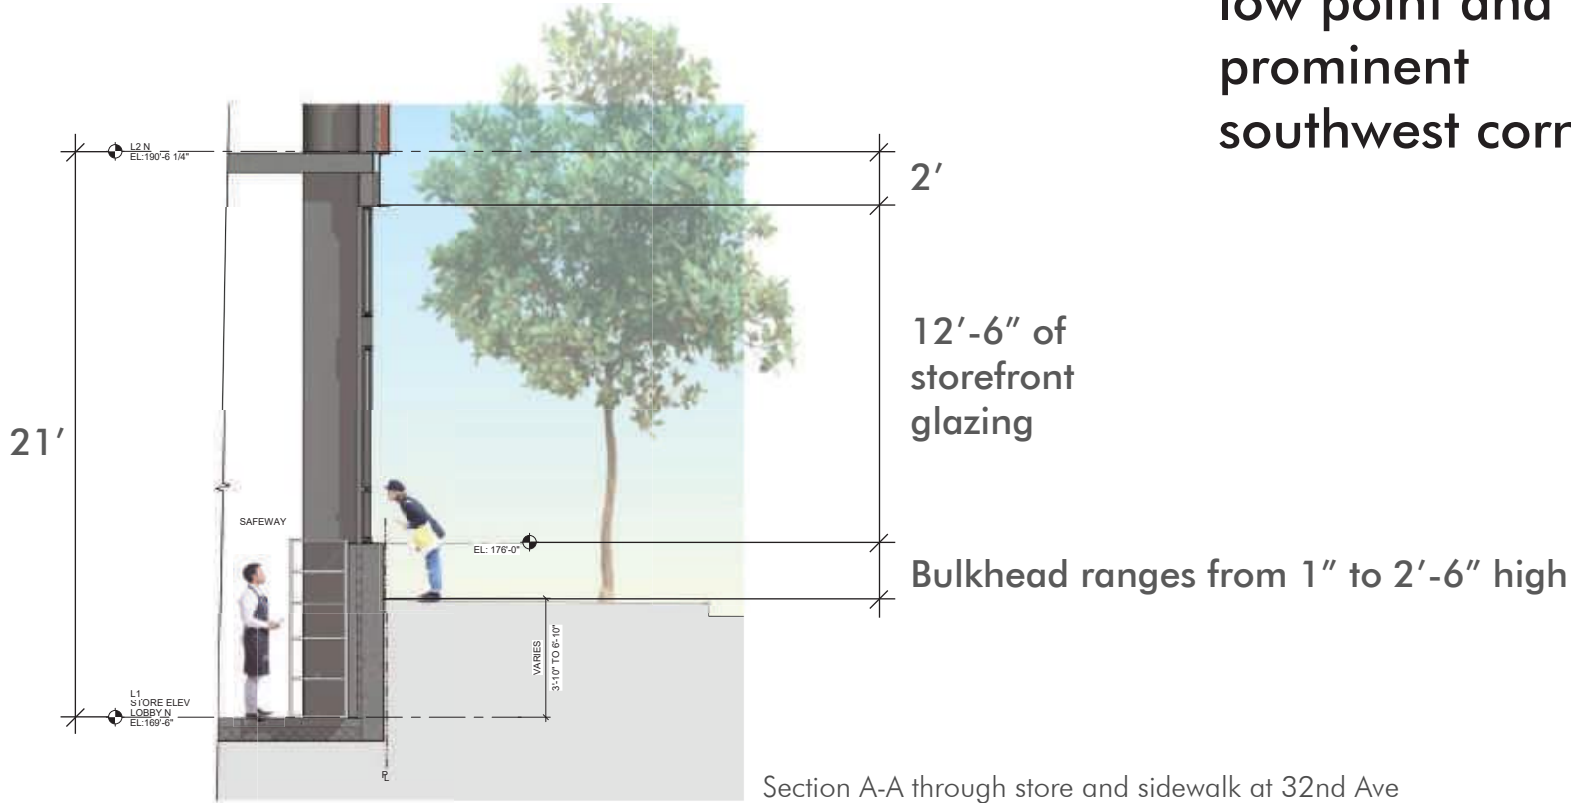 low point and
prominent
southwest corr
L2 N
EL:190'-6 1/4"
2'
12'-6" of
storefront
glazing
21'
SAFEWAY
EL: 176'-0"
Bulkhead ranges from 1" to 2'-6" high
VARIES
3'-10" TO 6'-10"
L1
STORE ELEV
LOBBY N
EL:169'-6"
PL
Section A-A through store and sidewalk at 32nd Ave